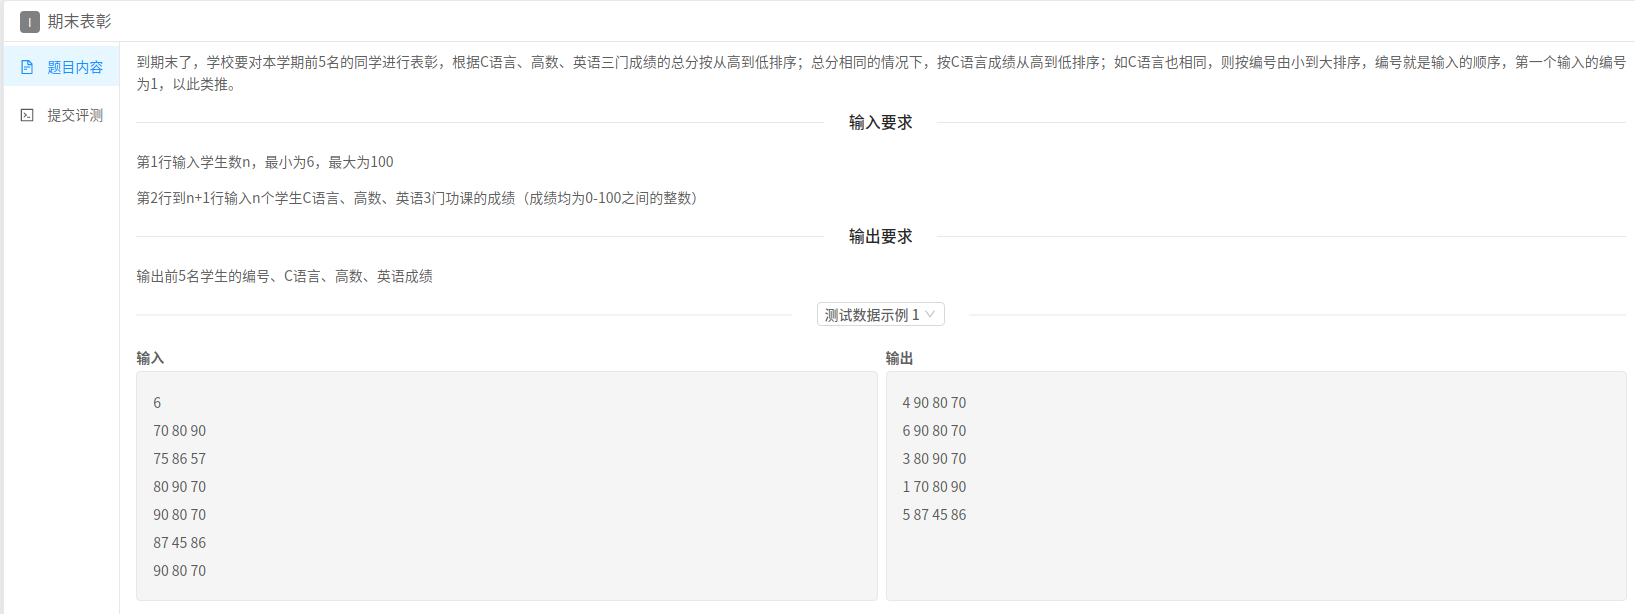 I 期末表彰
题目内容
提交评测
到期末了，学校要对本学期前5名的同学进行表彰，根据C语言、高数、英语三门成绩的总分按从高到低排序；总分相同的情况下，按C语言成绩从高到低排序；如C语言也相同，则按编号由小到大排序，编号就是输入的顺序，第一个输入的编号
为1，以此类推。
输入要求
第1行输入学生数n，最小为6，最大为100
第2行到n+1行输入n个学生C语言、高数、英语3门功课的成绩（成绩均为0-100之间的整数）
输出要求
输出前5名学生的编号、C语言、高数、英语成绩
测试数据示例 1
输入
6
70 80 90
75 86 57
80 90 70
90 80 70
87 45 86
90 80 70
输出
4 90 80 70
6 90 80 70
3 80 90 70
1 70 80 90
5 87 45 86